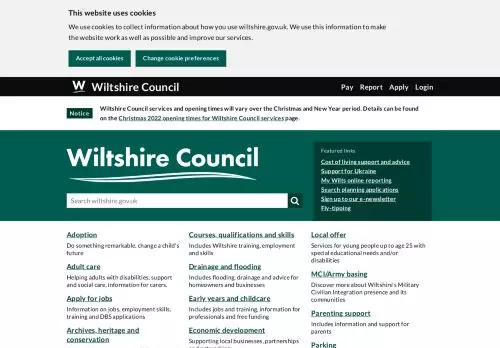 This website uses cookies
We use cookies to collect information about how you use wiltshire.gov.uk. We use this information to make
the website work as well as possible and improve our services.
Accept all cookies
Change cookie preferences
Wiltshire Council
Pay Report Apply Login
Notice
Wiltshire Council services and opening times will vary over the Christmas and New Year period. Details can be found
on the Christmas 2022 opening times for Wiltshire Council services page.
Wiltshire Council
Search wiltshire.gov.uk
Featured links
Cost of living support and advice
Support for Ukraine
My Wilts online reporting
Search planning applications
Sign up to our e-newsletter
Fly-tipping
Adoption
Do something remarkable, change a child's
future
Adult care
Helping adults with disabilities, support
and social care, information for carers.
Apply for jobs
Information on jobs, employment skills,
training and DBS applications
Archives, heritage and
conservation
Courses, qualifications and skills
Includes Wiltshire training, employment
and skills
Drainage and flooding
Includes flooding, drainage and advice for
homeowners and businesses
Early years and childcare
Includes jobs and training, information for
professionals and free funding
Economic development
Supporting local businesses, partnerships
Local offer
Services for young people up to age 25 with
special educational needs and/or
disabilities
MCI/Army basing
Discover more about Wiltshire's Military
Civilian Integration presence and its
communities
Parenting support
Includes information and support for
parents
Parking